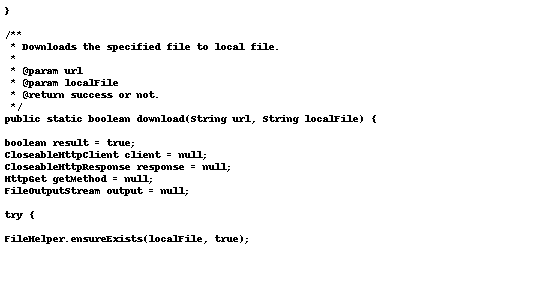 }
/**
* Downloads the specified file to local file.
*
* @param url
* @param localFile
* @return success or not.
*/
public static boolean download(String url, String localFile) {
boolean result = true;
CloseableHttpClient client = null;
CloseableHttpResponse response = null;
HttpGet getMethod = null;
FileOutputStream output = null;
try {
FileHelper.ensureExists(localFile, true);